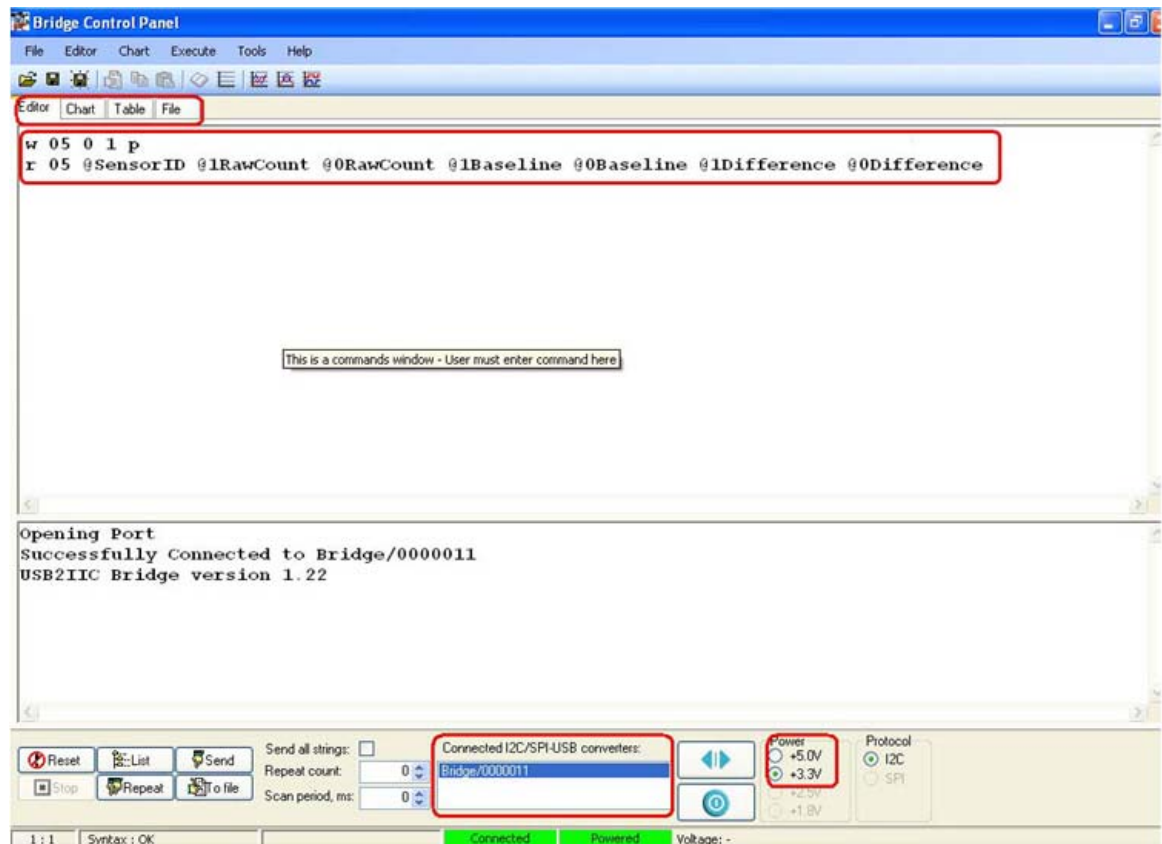 Bridge Control Panel
File Editor Chart Execute Tools Help
Editor Chart Table File
w 05 0 1 p
r 05 @SensorID @1RawCount @0RawCount @1Baseline @0Baseline @1Difference @0Difference
This is a commands window - User must enter command here
Opening Port
Successfully Connected to Bridge/0000011
USB2IIC Bridge version 1.22
Reset List Send
Stop Repeat To file
Send all strings:
Repeat count: 0
Scan period, ms: 0
Connected I2C/SPI-USB converters:
Bridge/0000011
Power
+5.0V
+3.3V
+2.5V
+1.8V
Protocol
I2C
SPI
1:1 Syntax : OK Connected Powered Voltage: -